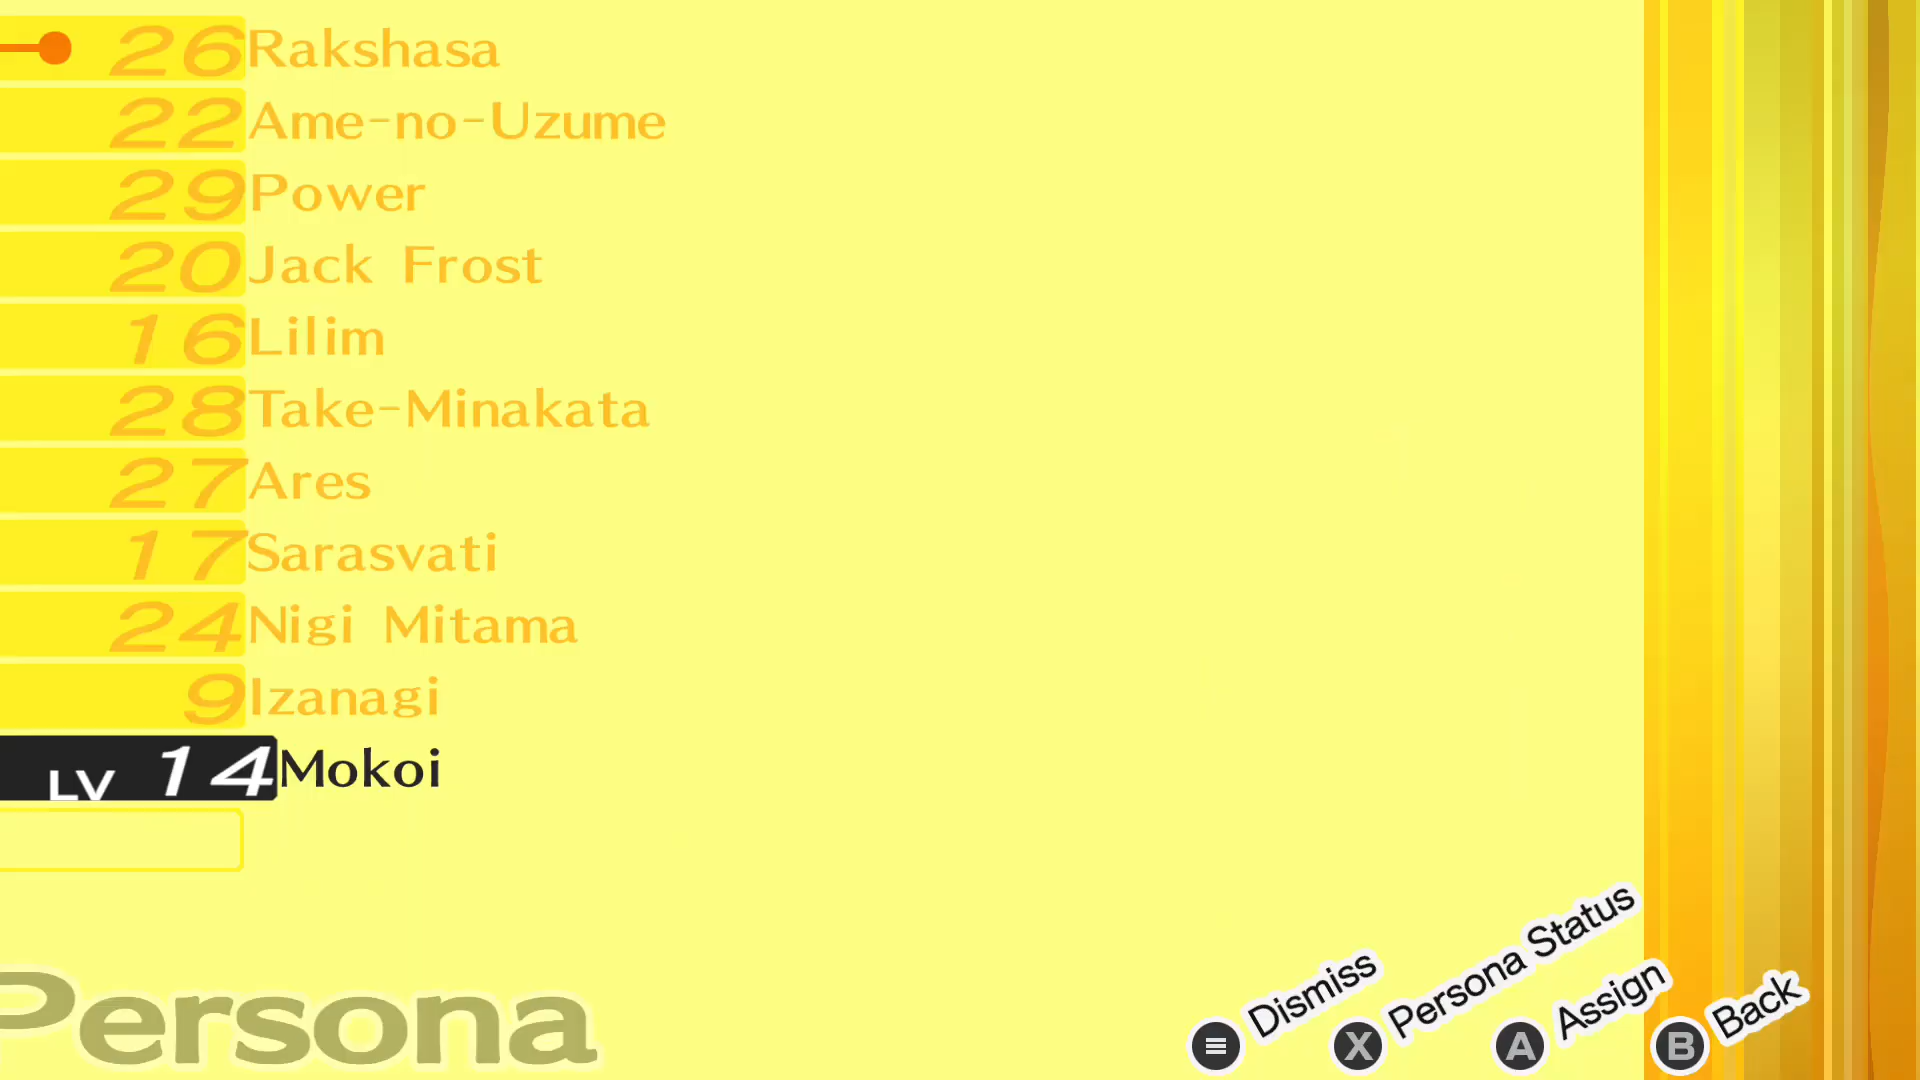 26 Rakshasa
22 Ame-no-Uzume
29 Power
20 Jack Frost
16 Lilim
28 Take-Minakata
27 Ares
17 Sarasvati
24 Nigi Mitama
9 Izanagi
LV 14 Mokoi
Persona
Dismiss
X Persona Status
A Assign
B Back